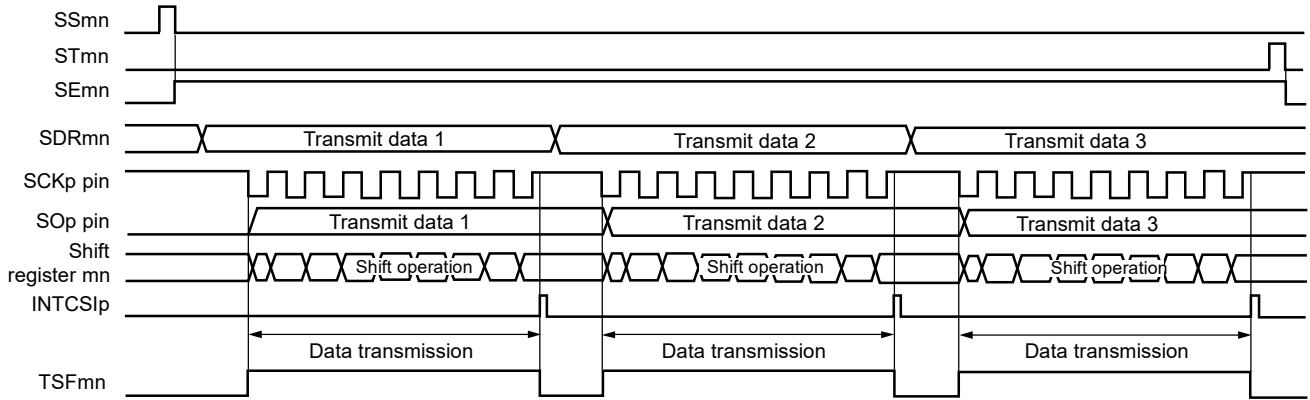 SSmn
STmn
SEmn
SDRmn Transmit data 1 Transmit data 2 Transmit data 3
SCKp pin
SOp pin Transmit data 1 Transmit data 2 Transmit data 3
Shift
register mn Shift operation Shift operation Shift operation
INTCSIp
Data transmission Data transmission Data transmission
TSFmn